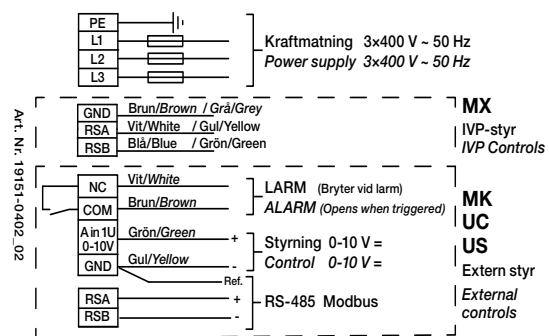 PE
L1
L2
L3
Kraftmatning 3×400 V ~ 50 Hz
Power supply 3×400 V ~ 50 Hz
Art. Nr. 19151-0402_02
GND Brun/Brown / Grå/Grey
RSA Vit/White / Gul/Yellow
RSB Blå/Blue / Grön/Green
MX
IVP-styr
IVP Controls
NC Vit/White
COM Brun/Brown
LARM (Bryter vid larm)
ALARM (Opens when triggered)
A in 1U
0-10V
Grön/Green +
GND Gul/Yellow -
Styrning 0-10 V =
Control 0-10 V =
Ref.
RSA +
RSB -
RS-485 Modbus
MK
UC
US
Extern styr
External
controls